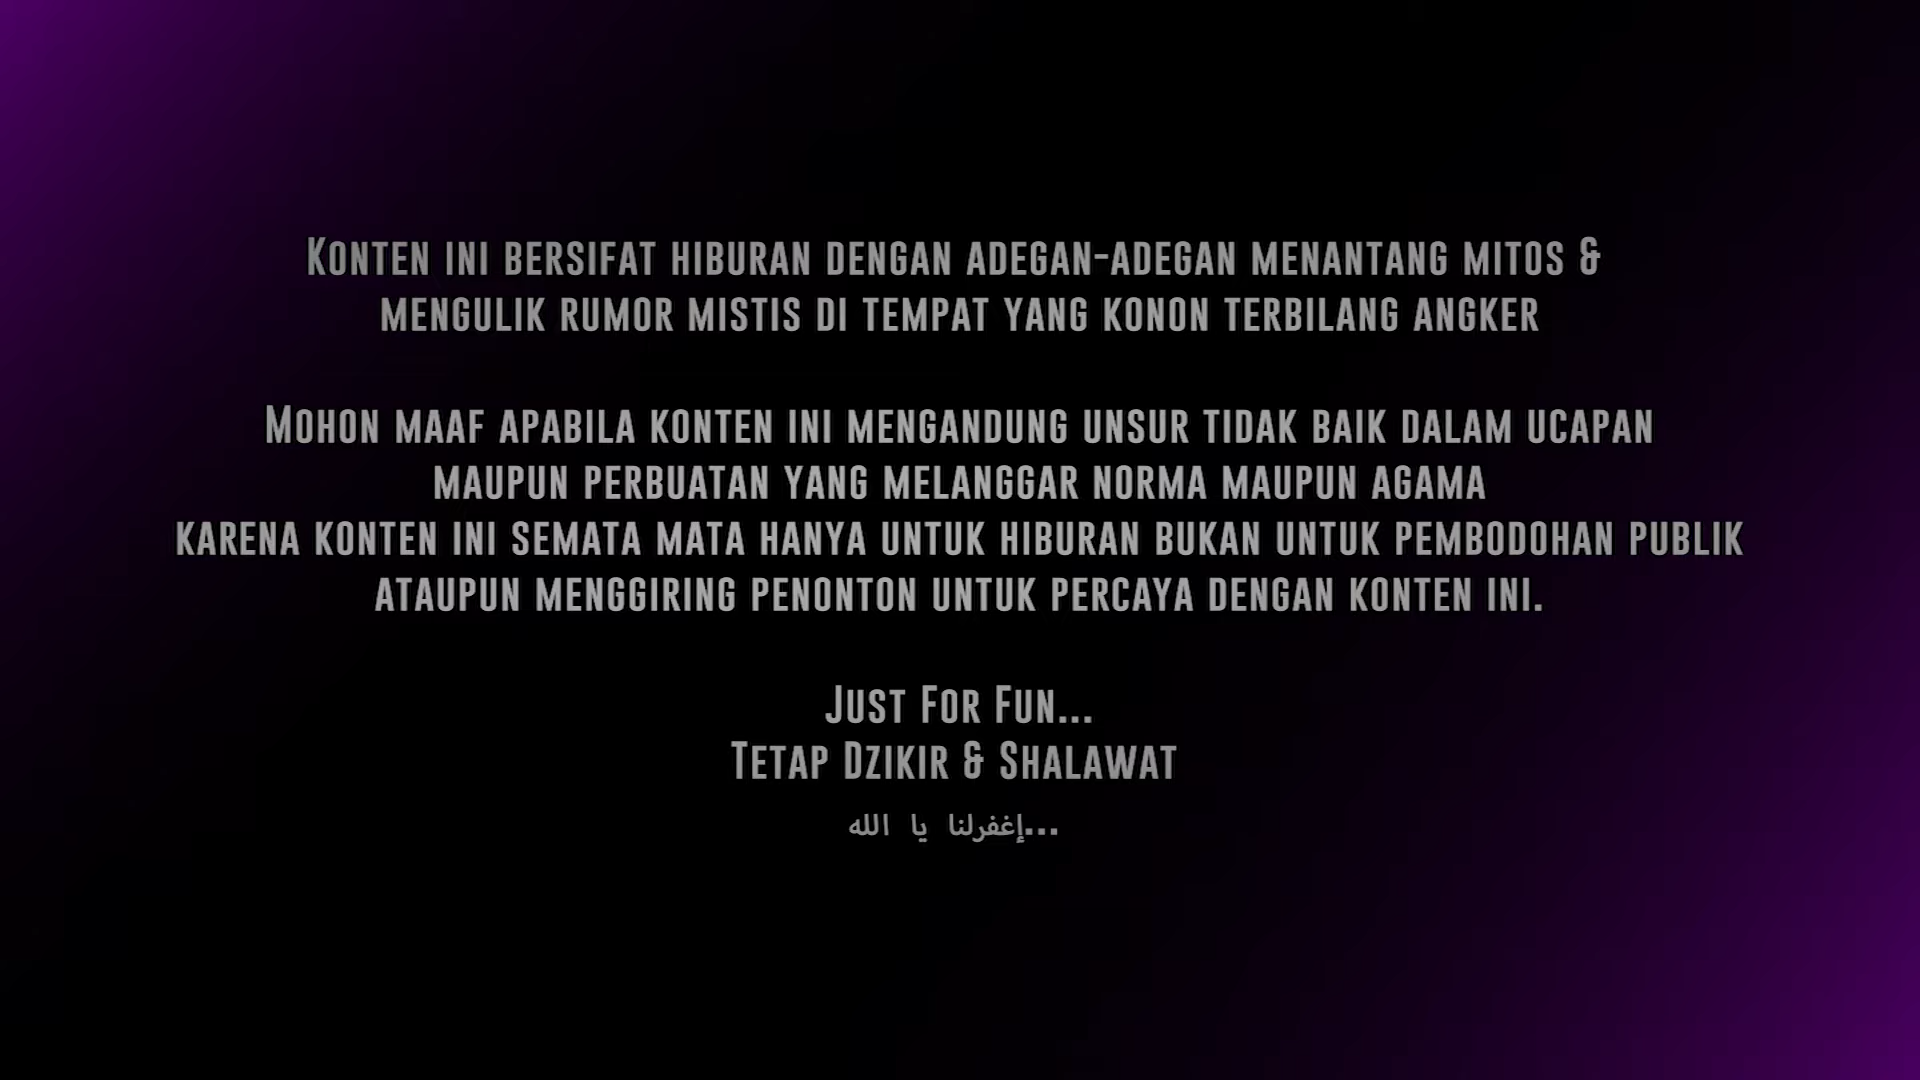 Konten ini bersifat hiburan dengan adegan-adegan menantang mitos &
mengulik rumor mistis di tempat yang konon terbilang angker
Mohon maaf apabila konten ini mengandung unsur tidak baik dalam ucapan
maupun perbuatan yang melanggar norma maupun agama
karena konten ini semata mata hanya untuk hiburan bukan untuk pembodohan publik
ataupun menggiring penonton untuk percaya dengan konten ini.
Just For Fun...
Tetap Dzikir & Shalawat
إغفرلنا يا الله...